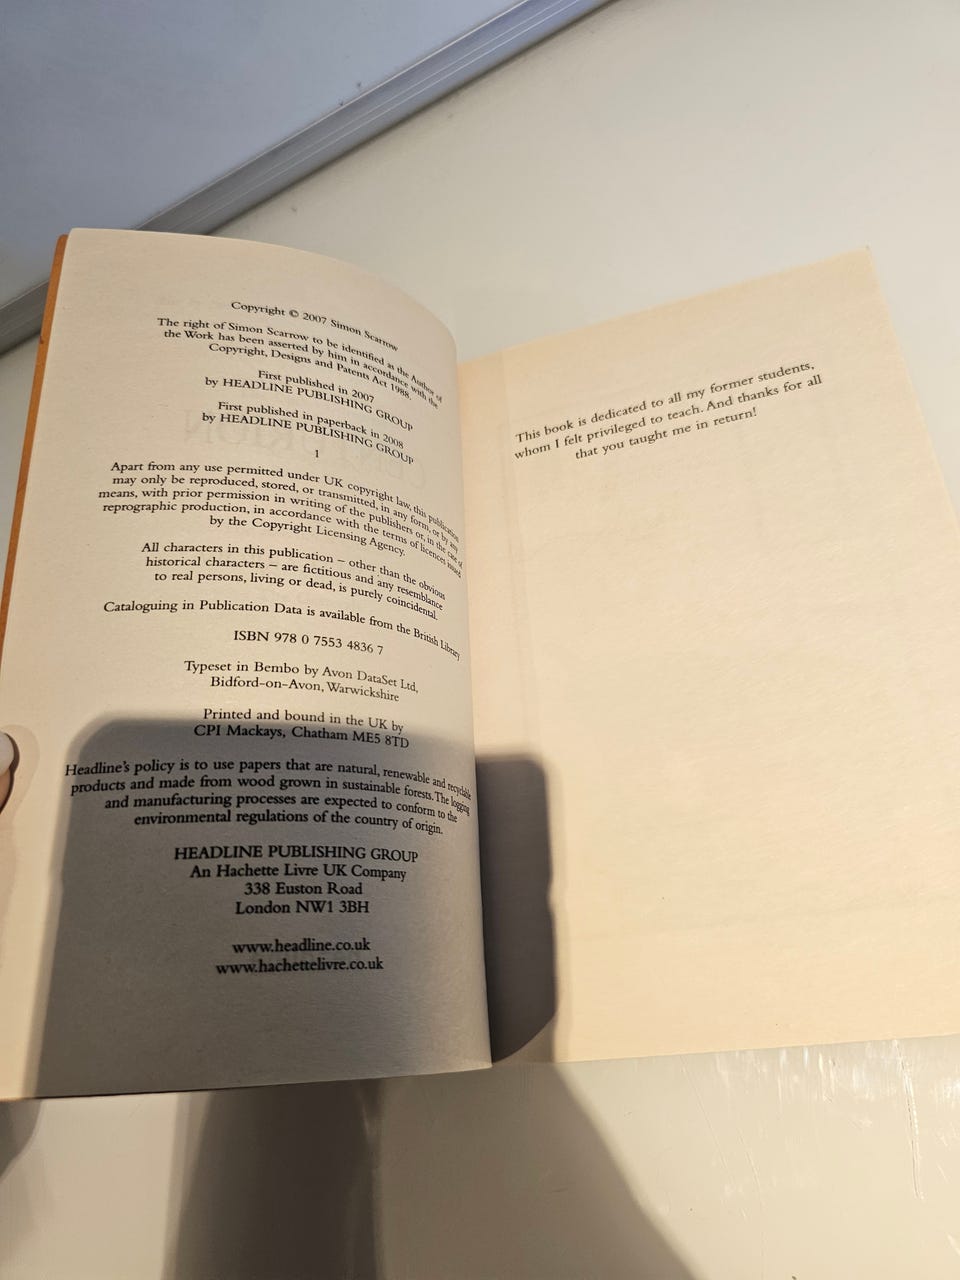 Copyright © 2007 Simon Scarrow
The right of Simon Scarrow to be identified as the Author of
the Work has been asserted by him in accordance with the
Copyright, Designs and Patents Act 1988.
First published in 2007
by HEADLINE PUBLISHING GROUP
First published in paperback in 2008
by HEADLINE PUBLISHING GROUP
1
Apart from any use permitted under UK copyright law, this publication
may only be reproduced, stored, or transmitted, in any form, or by any
means, with prior permission in writing of the publishers or, in the case of
reprographic production, in accordance with the terms of licences issued
by the Copyright Licensing Agency.
All characters in this publication – other than the obvious
historical characters – are fictitious and any resemblance
to real persons, living or dead, is purely coincidental.
Cataloguing in Publication Data is available from the British Library
ISBN 978 0 7553 4836 7
Typeset in Bembo by Avon DataSet Ltd,
Bidford-on-Avon, Warwickshire
Printed and bound in the UK by
CPI Mackays, Chatham ME5 8TD
Headline's policy is to use papers that are natural, renewable and recyclable
products and made from wood grown in sustainable forests. The logging
and manufacturing processes are expected to conform to the
environmental regulations of the country of origin.
HEADLINE PUBLISHING GROUP
An Hachette Livre UK Company
338 Euston Road
London NW1 3BH
www.headline.co.uk
www.hachettelivre.co.uk
This book is dedicated to all my former students,
whom I felt privileged to teach. And thanks for all
that you taught me in return!